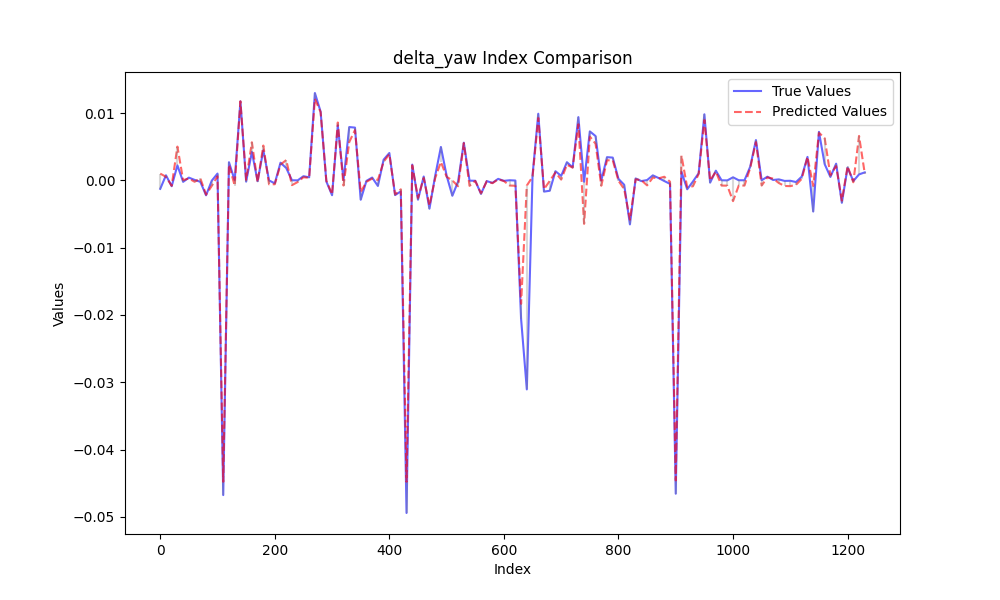 delta_yaw Index Comparison
True Values
Predicted Values
0.01
0.00
−0.01
−0.02
−0.03
−0.04
−0.05
Values
0 200 400 600 800 1000 1200
Index